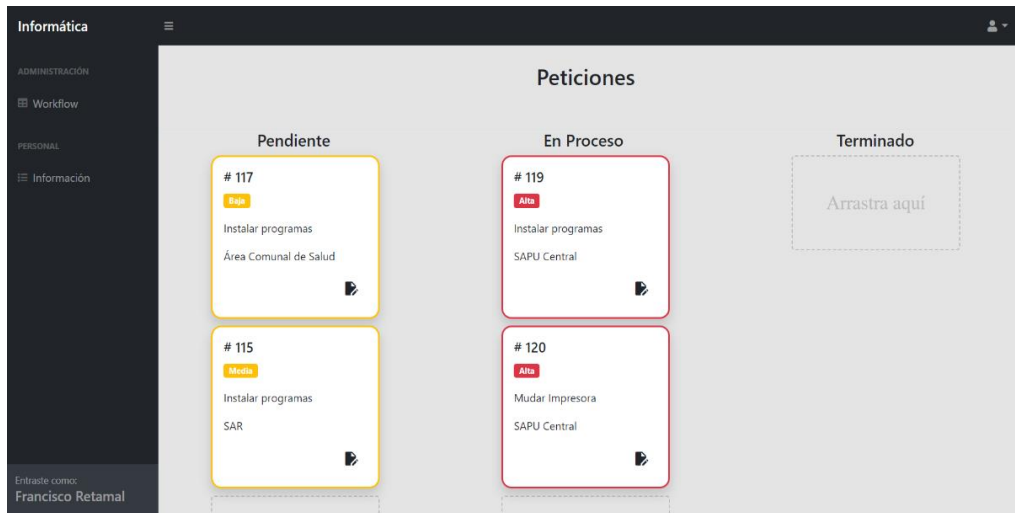 Informática
ADMINISTRACIÓN
Workflow
PERSONAL
Información
Entraste como:
Francisco Retamal
Peticiones
Pendiente
# 117
Baja
Instalar programas
Área Comunal de Salud
# 115
Media
Instalar programas
SAR
En Proceso
# 119
Alta
Instalar programas
SAPU Central
# 120
Alta
Mudar Impresora
SAPU Central
Terminado
Arrastra aquí